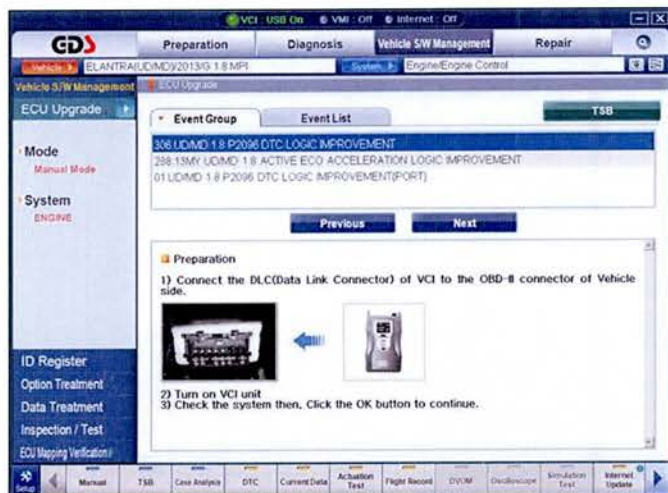 VCI : USB On VMI : Off Internet : Off
GDS Preparation Diagnosis Vehicle S/W Management Repair
Vehicle ELANTRA(UD/MD)/2013/G 1.8 MPI System Engine/Engine Control
Vehicle S/W Management ECU Upgrade
ECU Upgrade
Event Group Event List TSB
306.UD/MD 1.8 P2096 DTC LOGIC IMPROVEMENT
288.13MY UD/MD 1.8 ACTIVE ECO ACCELERATION LOGIC IMPROVEMENT
01.UD/MD 1.8 P2096 DTC LOGIC IMPROVEMENT(PORT)
Mode
Manual Mode
System
ENGINE
Previous Next
Preparation
1) Connect the DLC(Data Link Connector) of VCI to the OBD-II connector of Vehicle
side.
2) Turn on VCI unit
3) Check the system then, Click the OK button to continue.
ID Register
Option Treatment
Data Treatment
Inspection / Test
ECU Mapping Verification
Setup Manual TSB Case Analysis DTC Current Data Actuation Test Flight Record DVOM Oscilloscope Simulation Test Internet Update